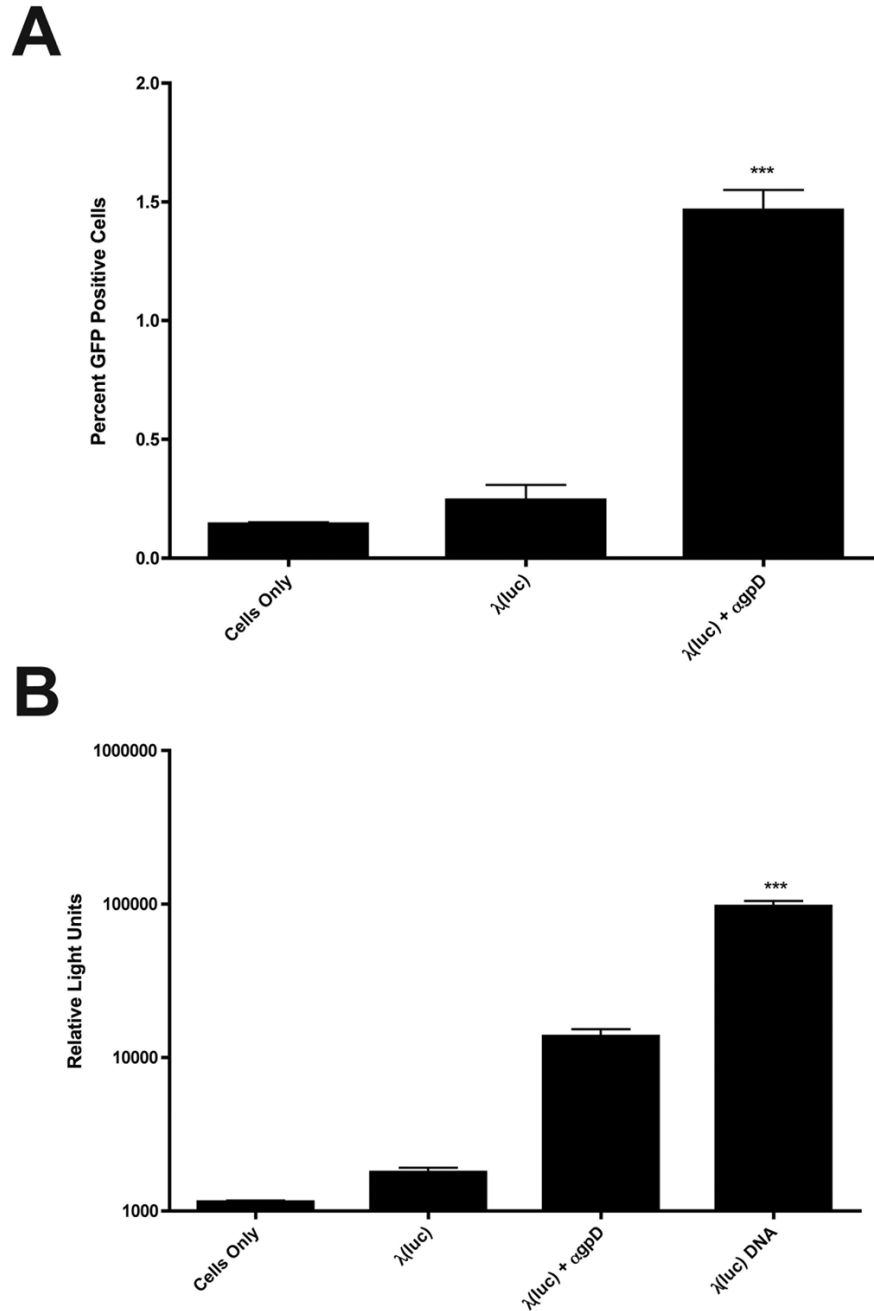 A
2.0
1.5
1.0
0.5
0.0
Percent GFP Positive Cells
***
Cells Only
λ(luc)
λ(luc) + αgpD
B
1000000
100000
10000
1000
Relative Light Units
***
Cells Only
λ(luc)
λ(luc) + αgpD
λ(luc) DNA